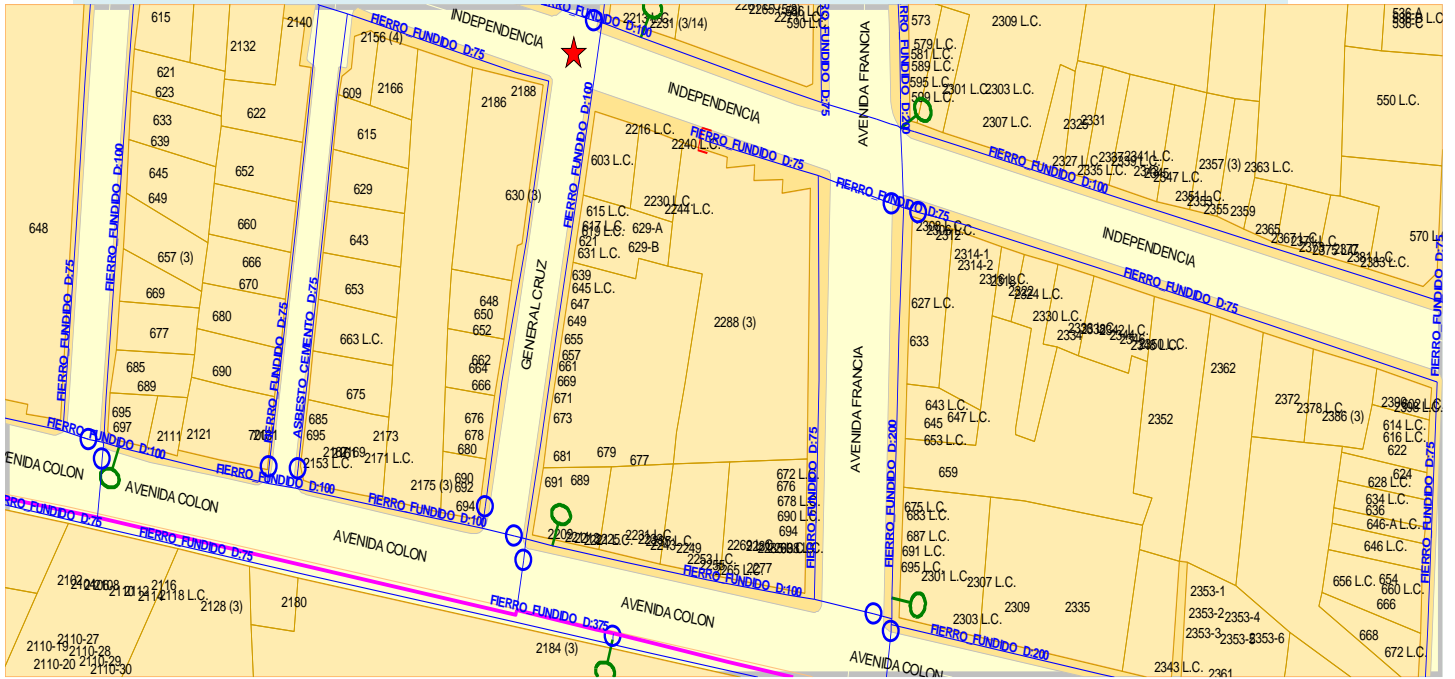 INDEPENDENCIA
INDEPENDENCIA
INDEPENDENCIA
AVENIDA FRANCIA
AVENIDA FRANCIA
GENERAL CRUZ
AVENIDA COLON
AVENIDA COLON
AVENIDA COLON
AVENIDA COLON
FIERRO FUNDIDO D:75
FIERRO FUNDIDO D:100
FIERRO FUNDIDO D:75
FIERRO FUNDIDO D:75
FIERRO FUNDIDO D:100
FIERRO FUNDIDO D:75
FIERRO FUNDIDO D:100
FIERRO FUNDIDO D:75
FIERRO FUNDIDO D:75
ASBESTO CEMENTO D:75
FIERRO FUNDIDO D:100
FIERRO FUNDIDO D:100
FIERRO FUNDIDO D:100
FIERRO FUNDIDO D:100
FIERRO FUNDIDO D:75
FIERRO FUNDIDO D:375
FIERRO FUNDIDO D:200
FIERRO FUNDIDO D:200
FIERRO FUNDIDO D:75
FIERRO FUNDIDO D:75
FIERRO FUNDIDO D:75
615
2140
2132
621
623
633
639
622
645
649
652
648
660
657 (3)
666
670
669
680
677
685
689
690
695
697
2111
2121
2156 (4)
609
2166
615
629
643
653
663 L.C.
675
685
695
2153 L.C.
2173
2171 L.C.
2175 (3)
2188
2186
630 (3)
648
650
652
662
664
666
676
678
680
690
692
694
2216 L.C.
2240 L.C.
603 L.C.
2230 L.C.
2244 L.C.
615 L.C.
629-A
629-B
621
631 L.C.
639
645 L.C.
647
649
655
657
661
669
671
673
681
679
677
691
689
2288 (3)
672 L.C.
676
690 L.C.
694
2249
2253 L.C.
2277
573
579 L.C.
581 L.C.
589 L.C.
595 L.C.
599 L.C.
2309 L.C.
2303 L.C.
2307 L.C.
2325
2331
2327 L.C.
2335 L.C.
2357 (3)
2363 L.C.
2355
2359
2365
2383 L.C.
550 L.C.
2312
2314-1
2314-2
2324 L.C.
2330 L.C.
2334
627 L.C.
633
643 L.C.
645
647 L.C.
653 L.C.
659
675 L.C.
683 L.C.
687 L.C.
691 L.C.
695 L.C.
2301 L.C.
2307 L.C.
2303 L.C.
2309
2335
2352
2362
2372
2378 L.C.
2386 (3)
614 L.C.
616 L.C.
622
624
628 L.C.
634 L.C.
636
646-A L.C.
646 L.C.
656 L.C.
654
660 L.C.
666
668
672 L.C.
2353-1
2353-2
2353-4
2353-3
2353-6
2343 L.C.
2361
2116
2118 L.C.
2128 (3)
2180
2184 (3)
2110-27
2110-19
2110-28
2110-20
2110-29
2110-30